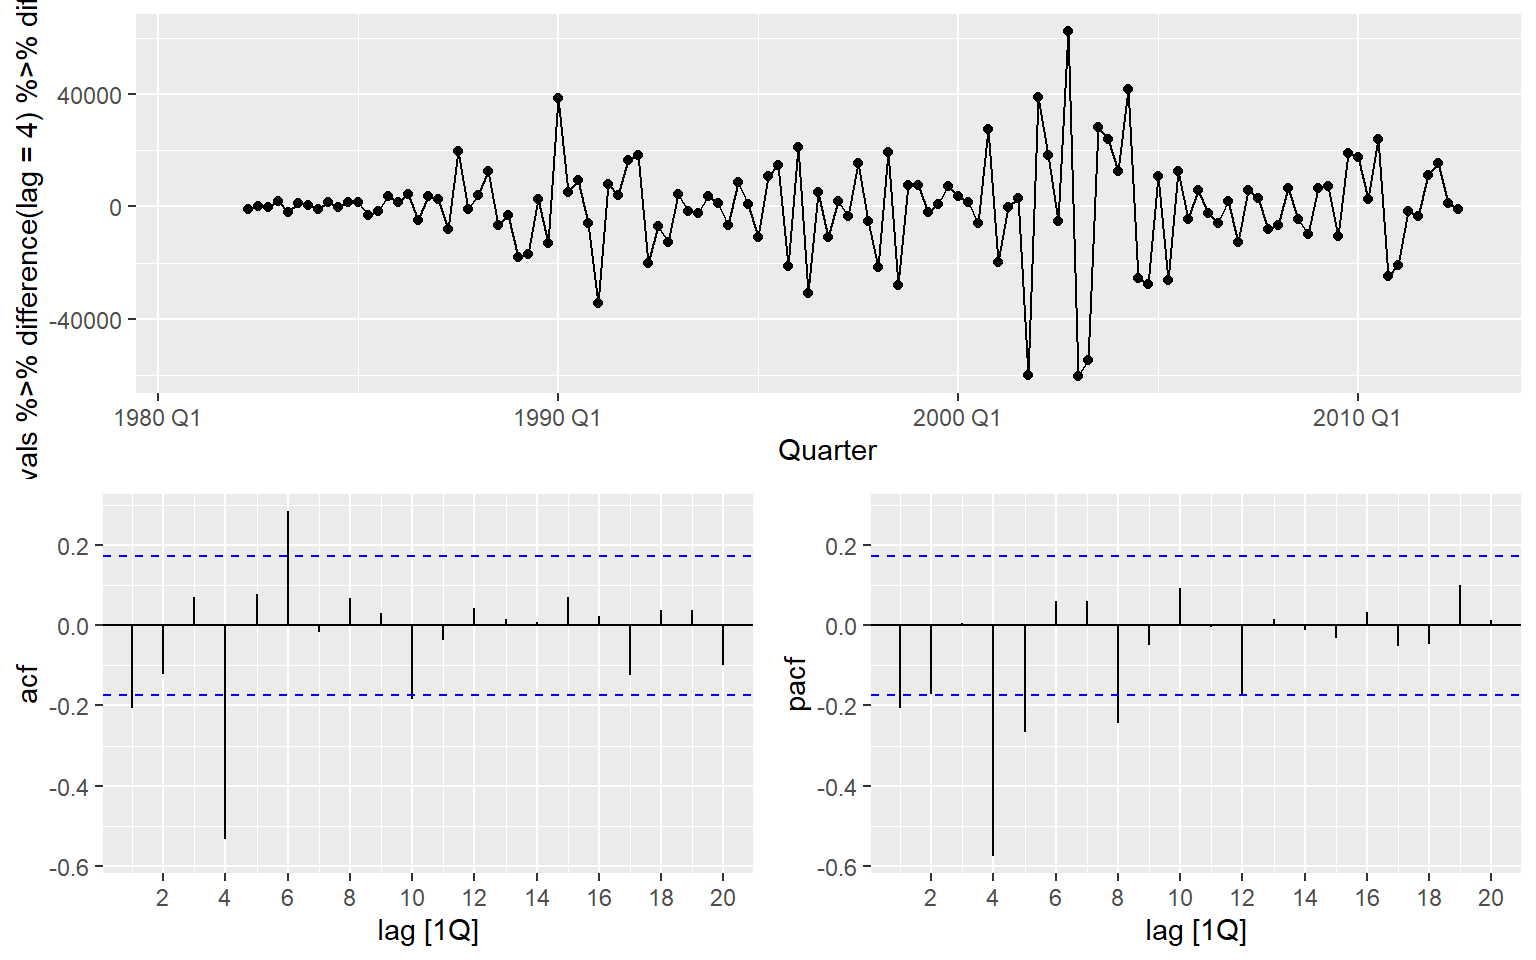 vals %>% difference(lag = 4) %>%
40000
0
-40000
1980 Q1 1990 Q1 2000 Q1 2010 Q1
Quarter
acf
0.2
0.0
-0.2
-0.4
-0.6
2 4 6 8 10 12 14 16 18 20
lag [1Q]
pacf
0.2
0.0
-0.2
-0.4
-0.6
2 4 6 8 10 12 14 16 18 20
lag [1Q]